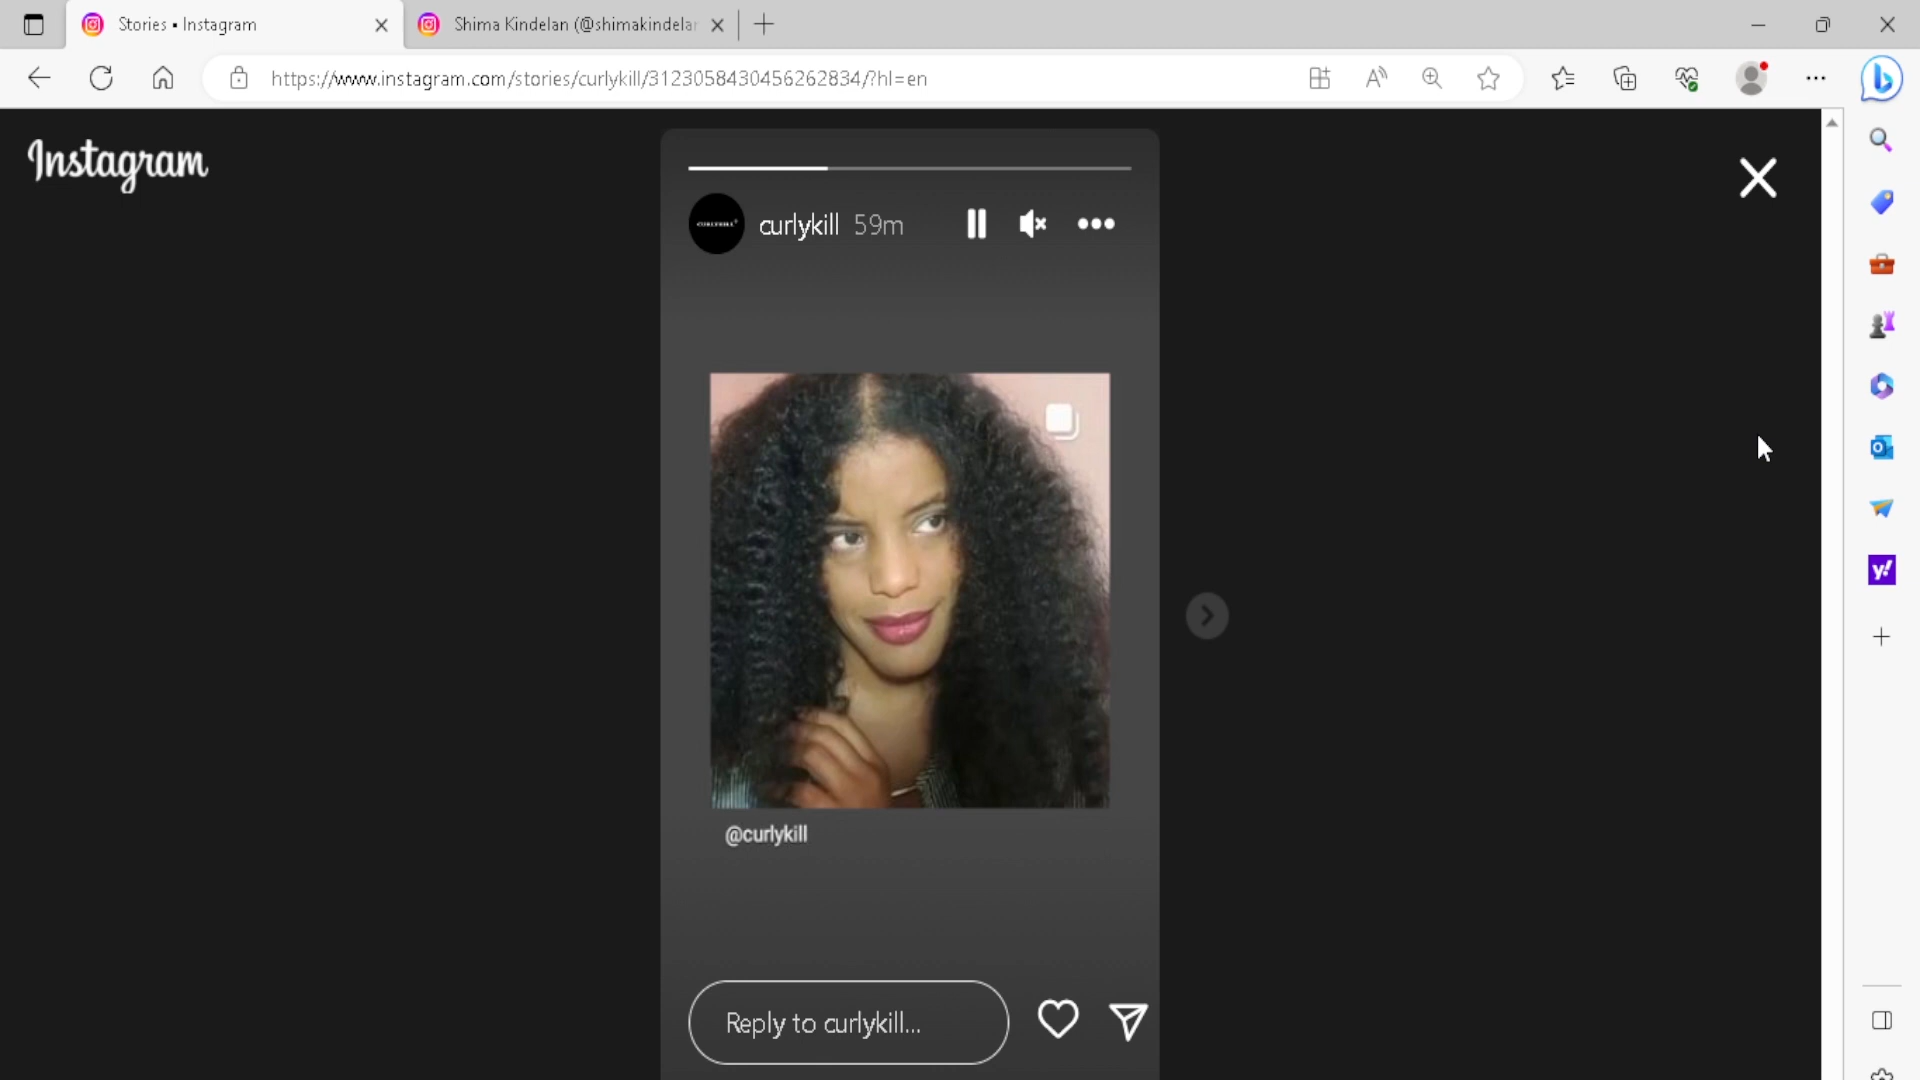 Stories • Instagram
Shima Kindelan (@shimakindelan
https://www.instagram.com/stories/curlykill/3123058430456262834/?hl=en
Instagram
curlykill 59m
@curlykill
Reply to curlykill...